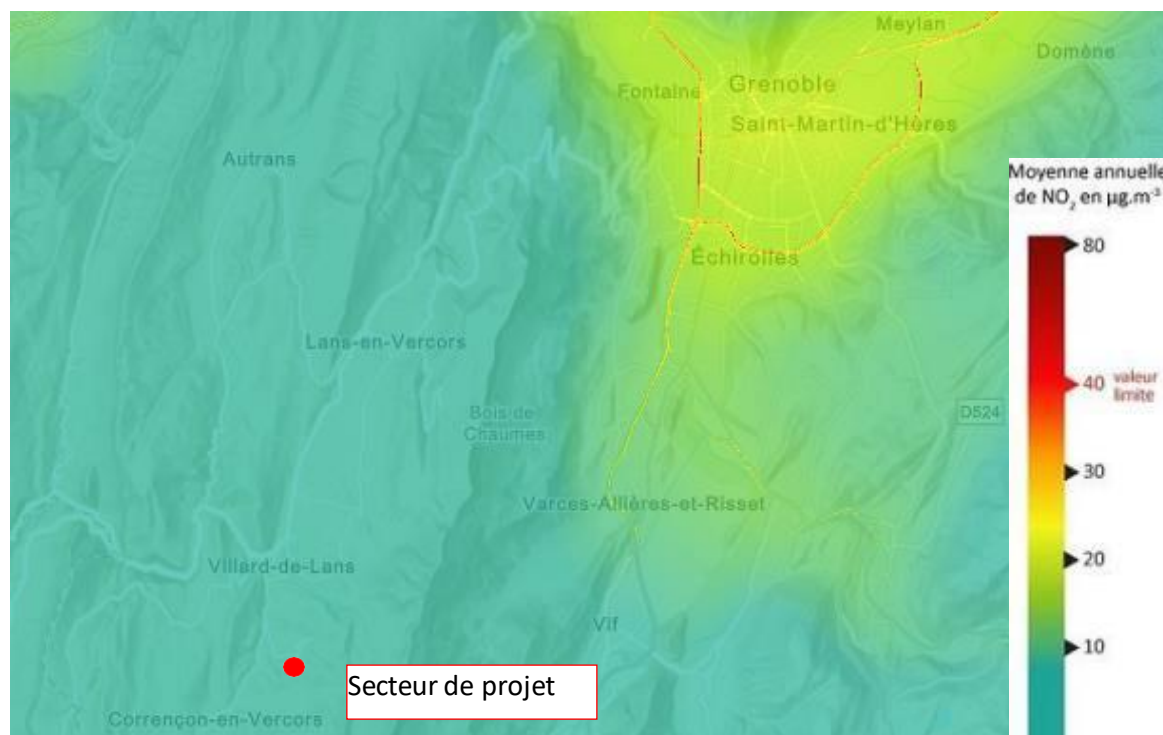 Meylan
Domène
Grenoble
Fontaine
Saint-Martin-d'Hères
Autrans
Moyenne annuelle
de NO₂ en µg.m⁻³
80
Échirolles
Lans-en-Vercors
40 valeur
limite
Bois de
Chaumes
D524
30
Varces-Allières-et-Risset
20
Villard-de-Lans
Vif
10
Secteur de projet
Corrençon-en-Vercors